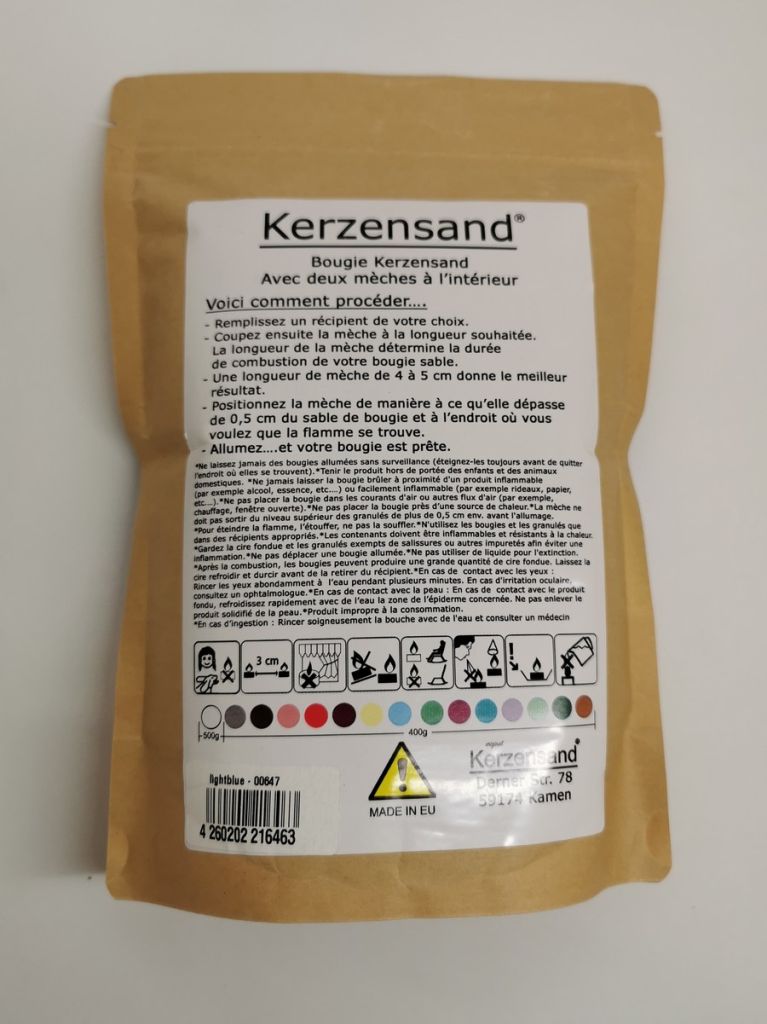 Kerzensand®
Bougie Kerzensand
Avec deux mèches à l'intérieur
Voici comment procéder....
- Remplissez un récipient de votre choix.
- Coupez ensuite la mèche à la longueur souhaitée.
La longueur de la mèche détermine la durée
de combustion de votre bougie sable.
- Une longueur de mèche de 4 à 5 cm donne le meilleur
résultat.
- Positionnez la mèche de manière à ce qu'elle dépasse
de 0,5 cm du sable de bougie et à l'endroit où vous
voulez que la flamme se trouve.
- Allumez....et votre bougie est prête.
*Ne laissez jamais des bougies allumées sans surveillance (éteignez-les toujours avant de quitter
l'endroit où elles se trouvent).*Tenir le produit hors de portée des enfants et des animaux
domestiques. *Ne jamais laisser la bougie brûler à proximité d'un produit inflammable
(par exemple alcool, essence, etc....) ou facilement inflammable (par exemple rideaux, papier,
etc....).*Ne pas placer la bougie dans les courants d'air ou autres flux d'air (par exemple,
chauffage, fenêtre ouverte).*Ne pas placer la bougie près d'une source de chaleur.*La mèche ne
doit pas sortir du niveau supérieur des granulés de plus de 0,5 cm env. avant l'allumage.
*Pour éteindre la flamme, l'étouffer, ne pas la souffler.*N'utilisez les bougies et les granulés que
dans des récipients appropriés.*Les contenants doivent être inflammables et résistants à la chaleur.
*Gardez la cire fondue et les granulés exempts de salissures ou autres impuretés afin éviter une
inflammation.*Ne pas déplacer une bougie allumée.*Ne pas utiliser de liquide pour l'extinction.
*Après la combustion, les bougies peuvent produire une grande quantité de cire fondue. Laissez la
cire refroidir et durcir avant de la retirer du récipient.*En cas de contact avec les yeux :
Rincer les yeux abondamment à l'eau pendant plusieurs minutes. En cas d'irritation oculaire,
consultez un ophtalmologue.*En cas de contact avec la peau : En cas de contact avec le produit
fondu, refroidissez rapidement avec de l'eau la zone de l'épiderme concernée. Ne pas enlever le
produit solidifié de la peau.*Produit impropre à la consommation.
*En cas d'ingestion : Rincer soigneusement la bouche avec de l'eau et consulter un médecin
3 cm
500g
400g
lightblue - 00647
4 260202 216463
MADE IN EU
original
Kerzensand®
Derner Str. 78
59174 Kamen